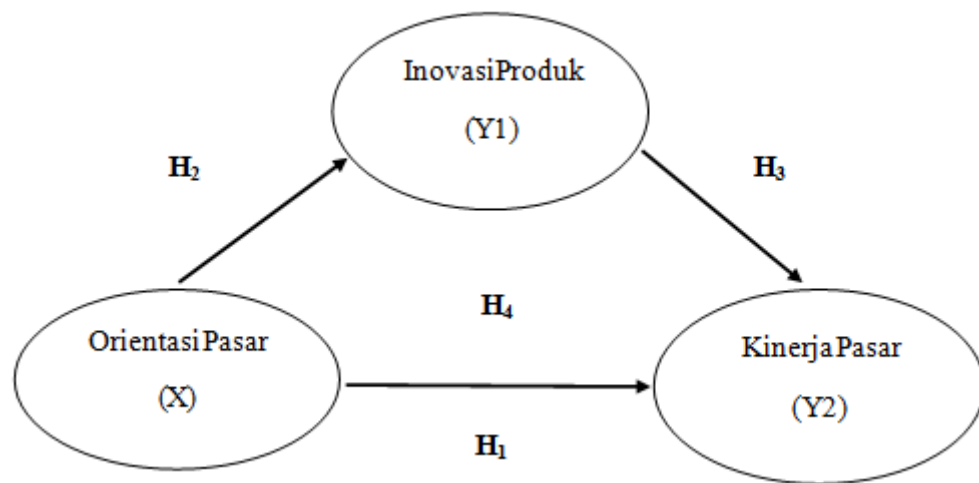 InovasiProduk
(Y1)
H₂
H₃
H₄
OrientasiPasar
(X)
KinerjaPasar
(Y2)
H₁